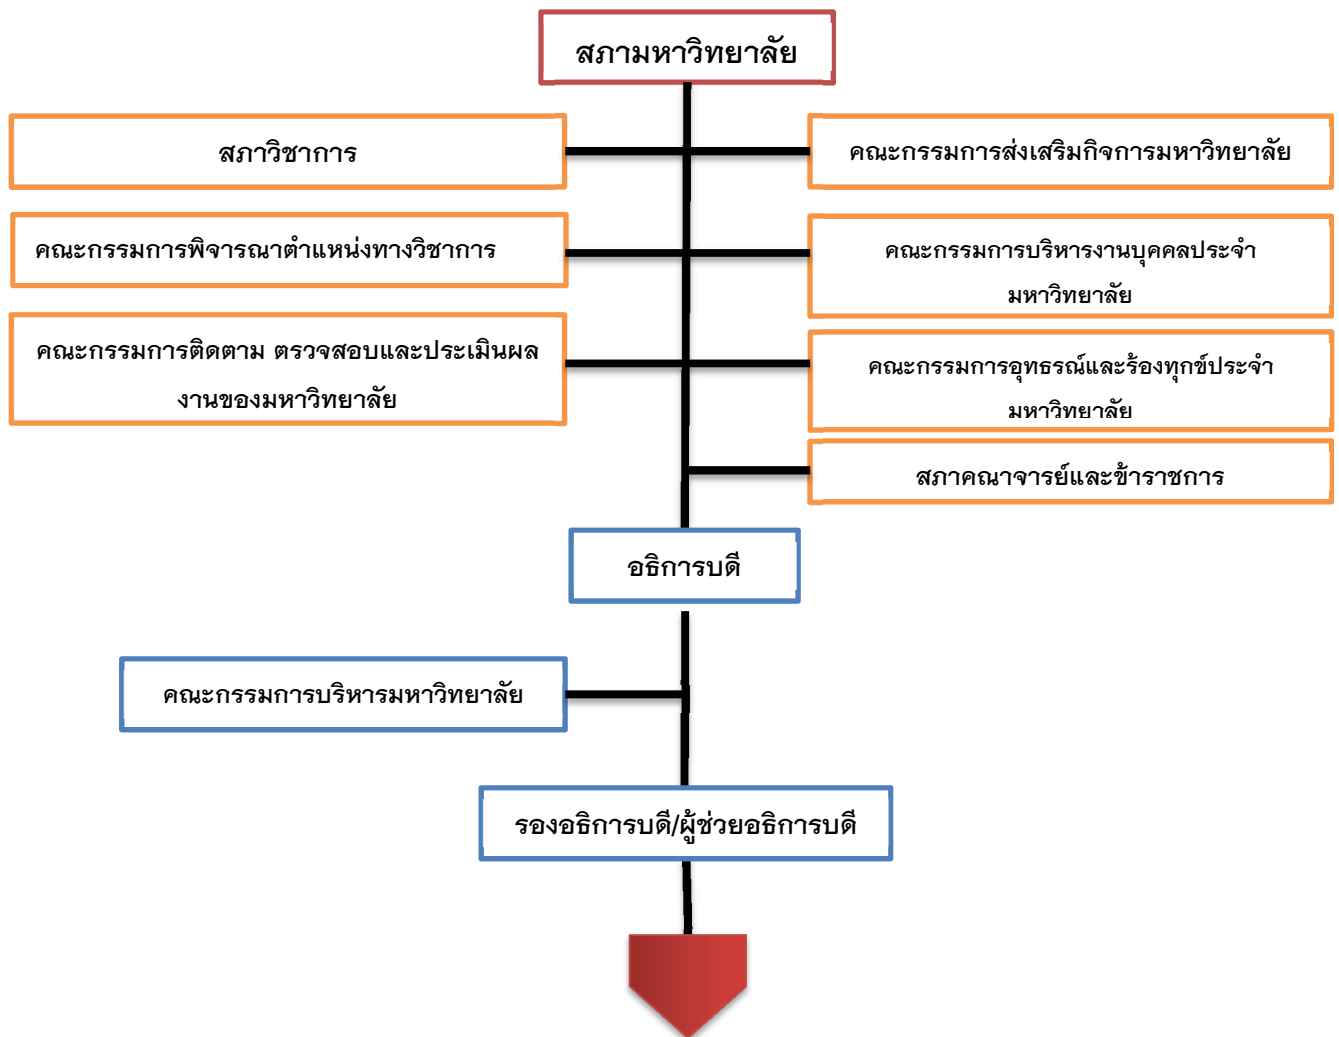 สภามหาวิทยาลัย
สภาวิชาการ
คณะกรรมการส่งเสริมกิจการมหาวิทยาลัย
คณะกรรมการพิจารณาตำแหน่งทางวิชาการ
คณะกรรมการบริหารงานบุคคลประจำ
มหาวิทยาลัย
คณะกรรมการติดตาม ตรวจสอบและประเมินผล
งานของมหาวิทยาลัย
คณะกรรมการอุทธรณ์และร้องทุกข์ประจำ
มหาวิทยาลัย
สภาคณาจารย์และข้าราชการ
อธิการบดี
คณะกรรมการบริหารมหาวิทยาลัย
รองอธิการบดี/ผู้ช่วยอธิการบดี